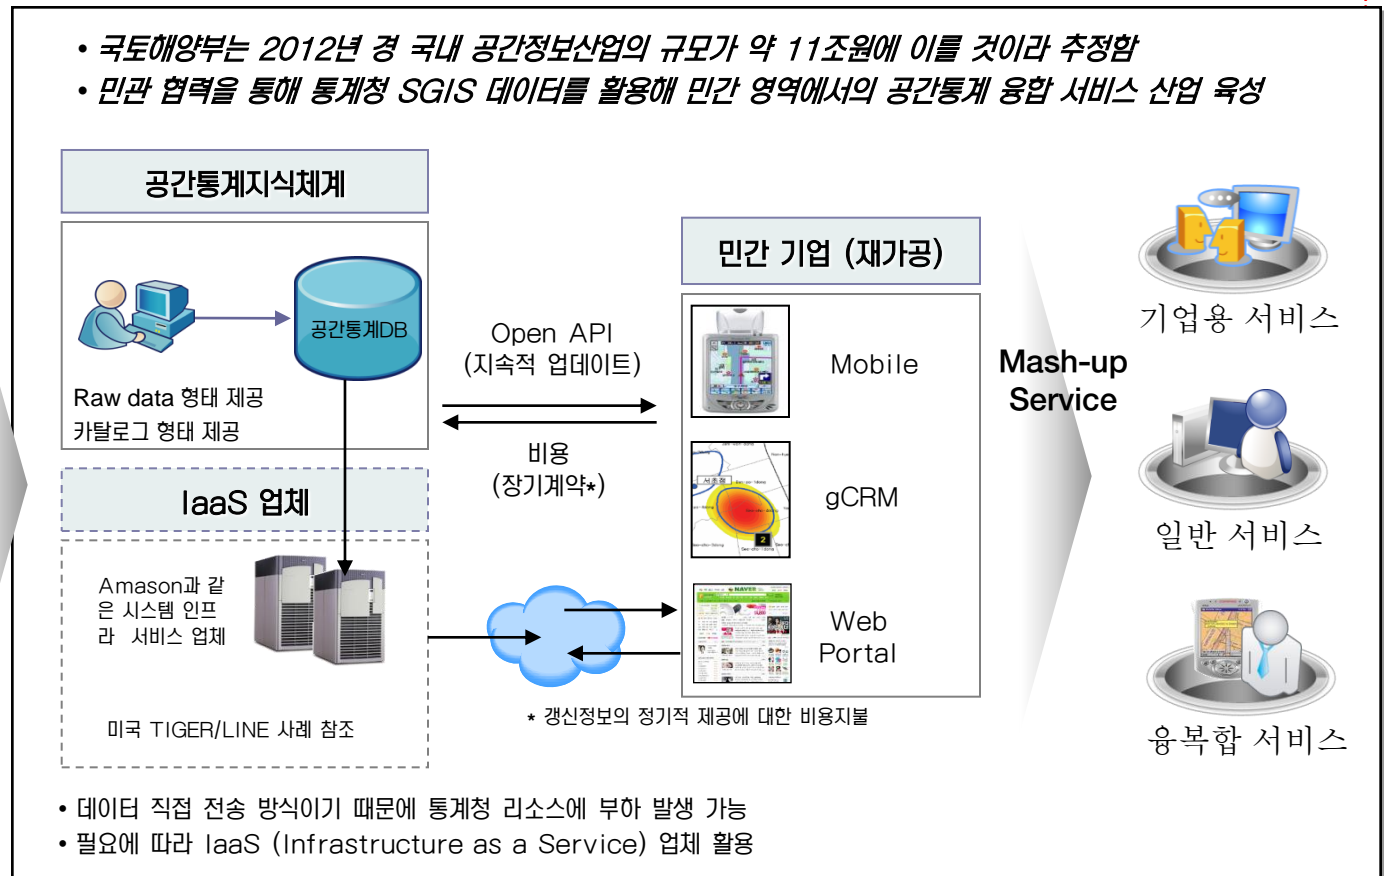 • 국토해양부는 2012년 경 국내 공간정보산업의 규모가 약 11조원에 이를 것이라 추정함
• 민관 협력을 통해 통계청 SGIS 데이터를 활용해 민간 영역에서의 공간통계 융합 서비스 산업 육성
공간통계지식체계
공간통계DB
Raw data 형태 제공
카탈로그 형태 제공
IaaS 업체
Amason과 같
은 시스템 인프
라 서비스 업체
미국 TIGER/LINE 사례 참조
Open API
(지속적 업데이트)
비용
(장기계약*)
민간 기업 (재가공)
Mobile
서초점
2
gCRM
NAVER
Web
Portal
* 갱신정보의 정기적 제공에 대한 비용지불
Mash-up
Service
기업용 서비스
일반 서비스
융복합 서비스
• 데이터 직접 전송 방식이기 때문에 통계청 리소스에 부하 발생 가능
• 필요에 따라 IaaS (Infrastructure as a Service) 업체 활용